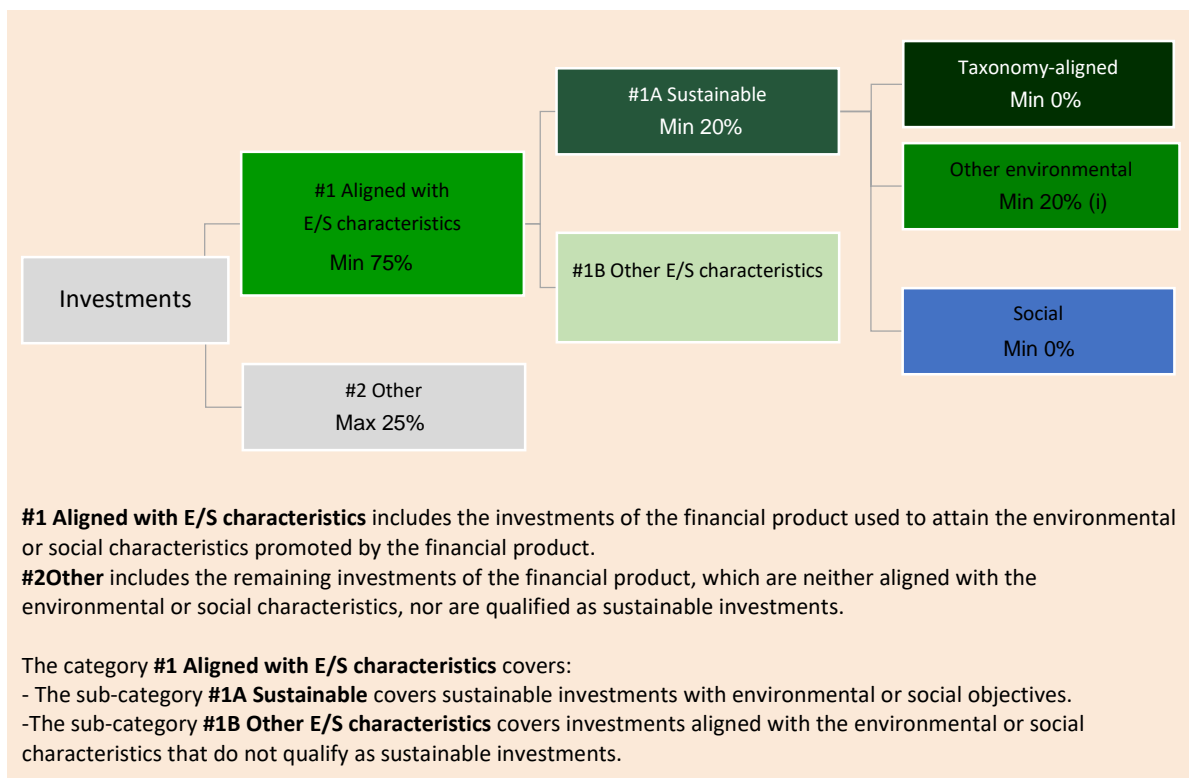 Investments
#1 Aligned with
E/S characteristics
Min 75%
#2 Other
Max 25%
#1A Sustainable
Min 20%
#1B Other E/S characteristics
Taxonomy-aligned
Min 0%
Other environmental
Min 20% (i)
Social
Min 0%
#1 Aligned with E/S characteristics includes the investments of the financial product used to attain the environmental
or social characteristics promoted by the financial product.
#2Other includes the remaining investments of the financial product, which are neither aligned with the
environmental or social characteristics, nor are qualified as sustainable investments.
The category #1 Aligned with E/S characteristics covers:
- The sub-category #1A Sustainable covers sustainable investments with environmental or social objectives.
-The sub-category #1B Other E/S characteristics covers investments aligned with the environmental or social
characteristics that do not qualify as sustainable investments.